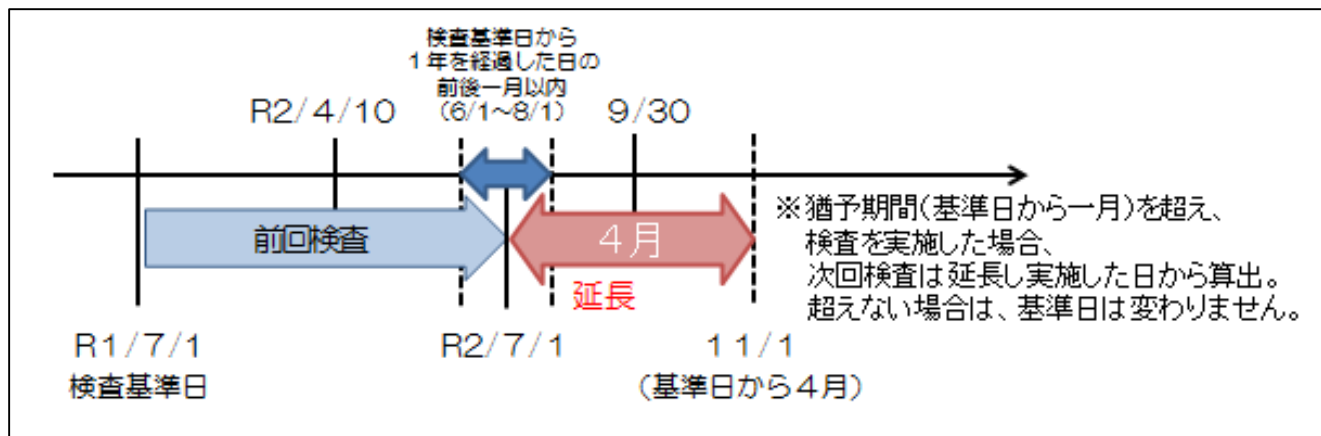 検査基準日から
1年を経過した日の
前後一月以内
（6/1～8/1）
R2/4/10
9/30
前回検査
4月
延長
※猶予期間(基準日から一月)を超え、
検査を実施した場合、
次回検査は延長し実施した日から算出。
超えない場合は、基準日は変わりません。
R1/7/1
検査基準日
R2/7/1
11/1
（基準日から4月）